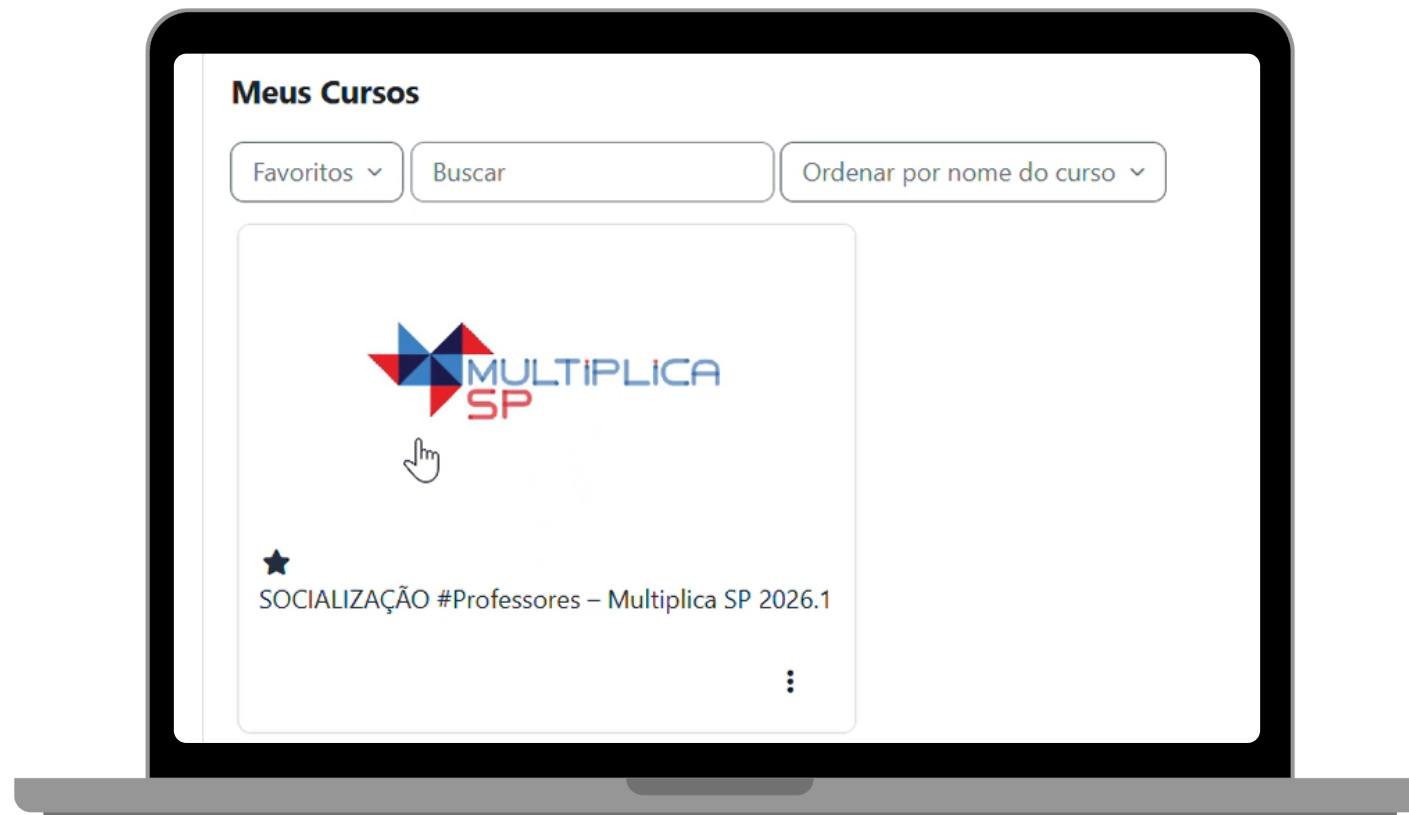 Meus Cursos
Favoritos
Buscar
Ordenar por nome do curso
MULTIPLICA
SP
SOCIALIZAÇÃO #Professores – Multiplica SP 2026.1